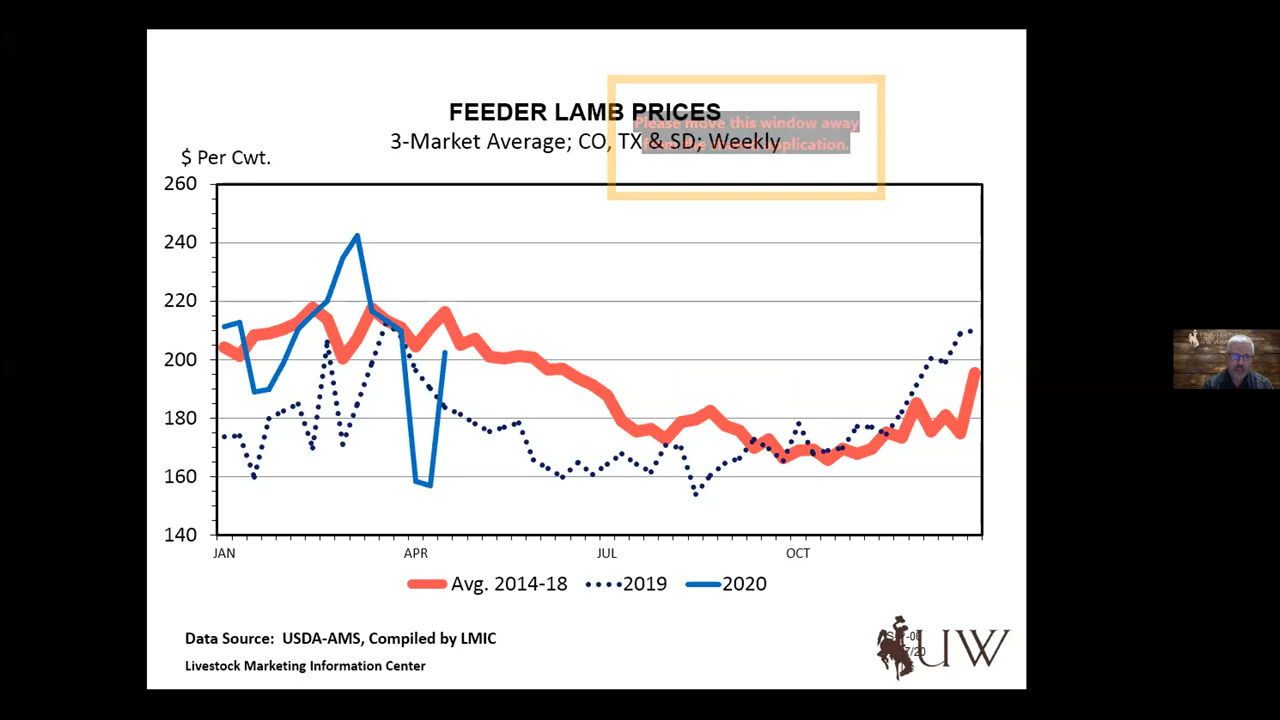 FEEDER LAMB PRICES
3-Market Average; CO, TX & SD; Weekly
Please move this window away
application.
$ Per Cwt.
260
240
220
200
180
160
140
JAN
APR
JUL
OCT
Avg. 2014-18
2019
2020
Data Source: USDA-AMS, Compiled by LMIC
Livestock Marketing Information Center
UW